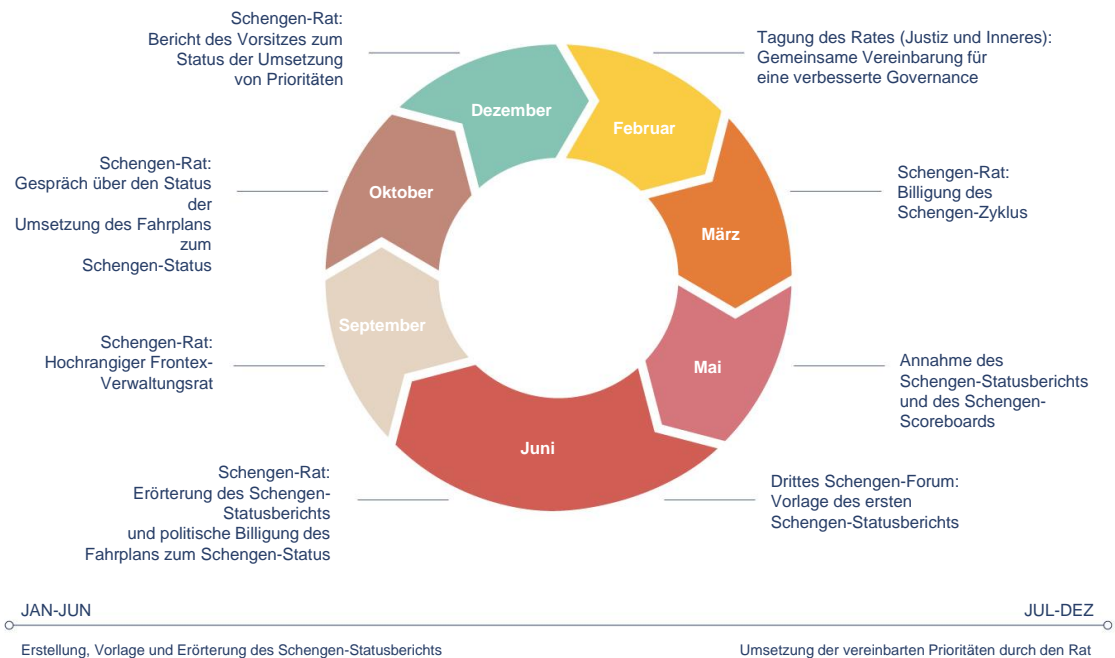 Schengen-Rat:
Bericht des Vorsitzes zum
Status der Umsetzung
von Prioritäten
Tagung des Rates (Justiz und Inneres):
Gemeinsame Vereinbarung für
eine verbesserte Governance
Dezember
Februar
Schengen-Rat:
Gespräch über den Status
der
Umsetzung des Fahrplans
zum
Schengen-Status
Oktober
März
Schengen-Rat:
Billigung des
Schengen-Zyklus
Schengen-Rat:
Hochrangiger Frontex-
Verwaltungsrat
September
Mai
Annahme des
Schengen-Statusberichts
und des Schengen-
Scoreboards
Juni
Schengen-Rat:
Erörterung des Schengen-
Statusberichts
und politische Billigung des
Fahrplans zum Schengen-Status
Drittes Schengen-Forum:
Vorlage des ersten
Schengen-Statusberichts
JAN-JUN
JUL-DEZ
Erstellung, Vorlage und Erörterung des Schengen-Statusberichts
Umsetzung der vereinbarten Prioritäten durch den Rat